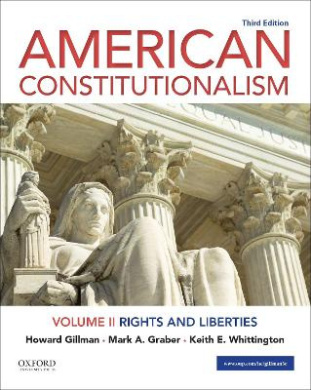 Third Edition
AMERICAN
CONSTITUTIONALISM
VOLUME II RIGHTS AND LIBERTIES
Howard Gillman • Mark A. Graber • Keith E. Whittington
OXFORD